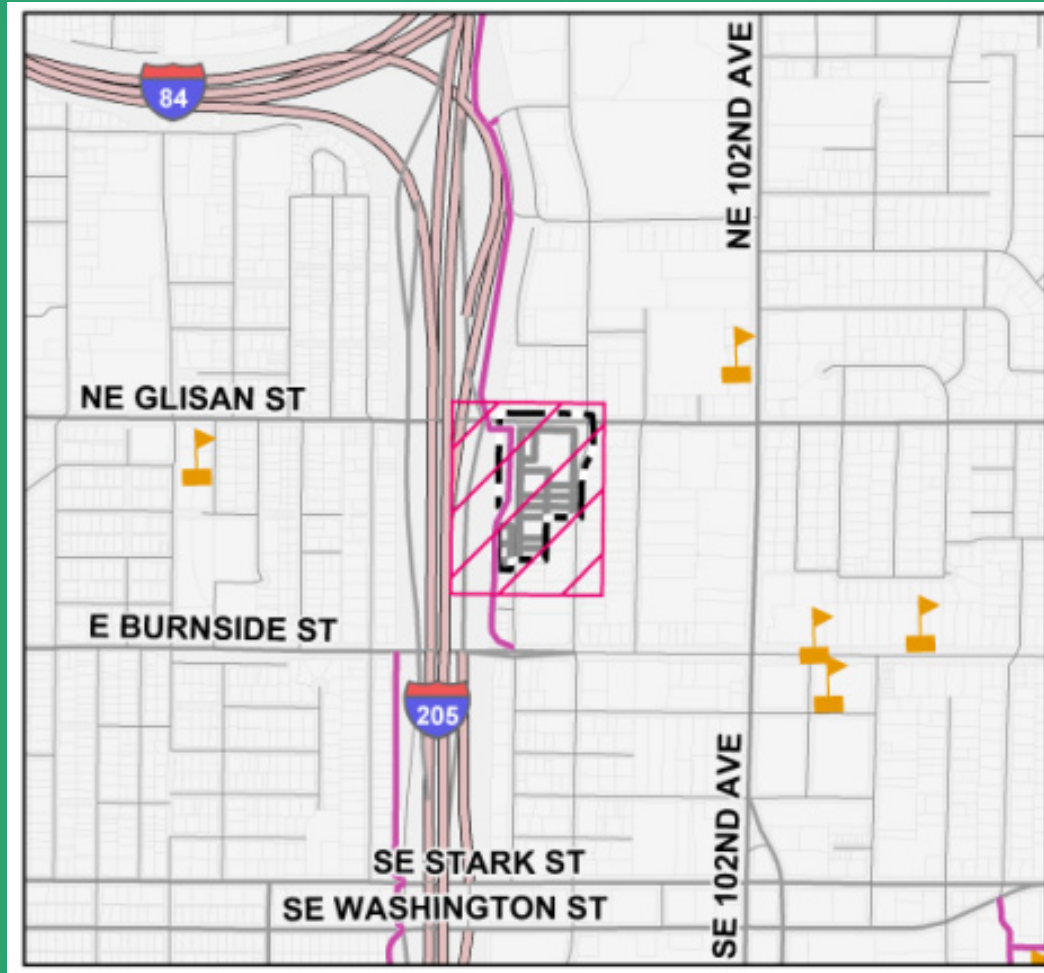 84
NE 102ND AVE
NE GLISAN ST
E BURNSIDE ST
205
SE 102ND AVE
SE STARK ST
SE WASHINGTON ST